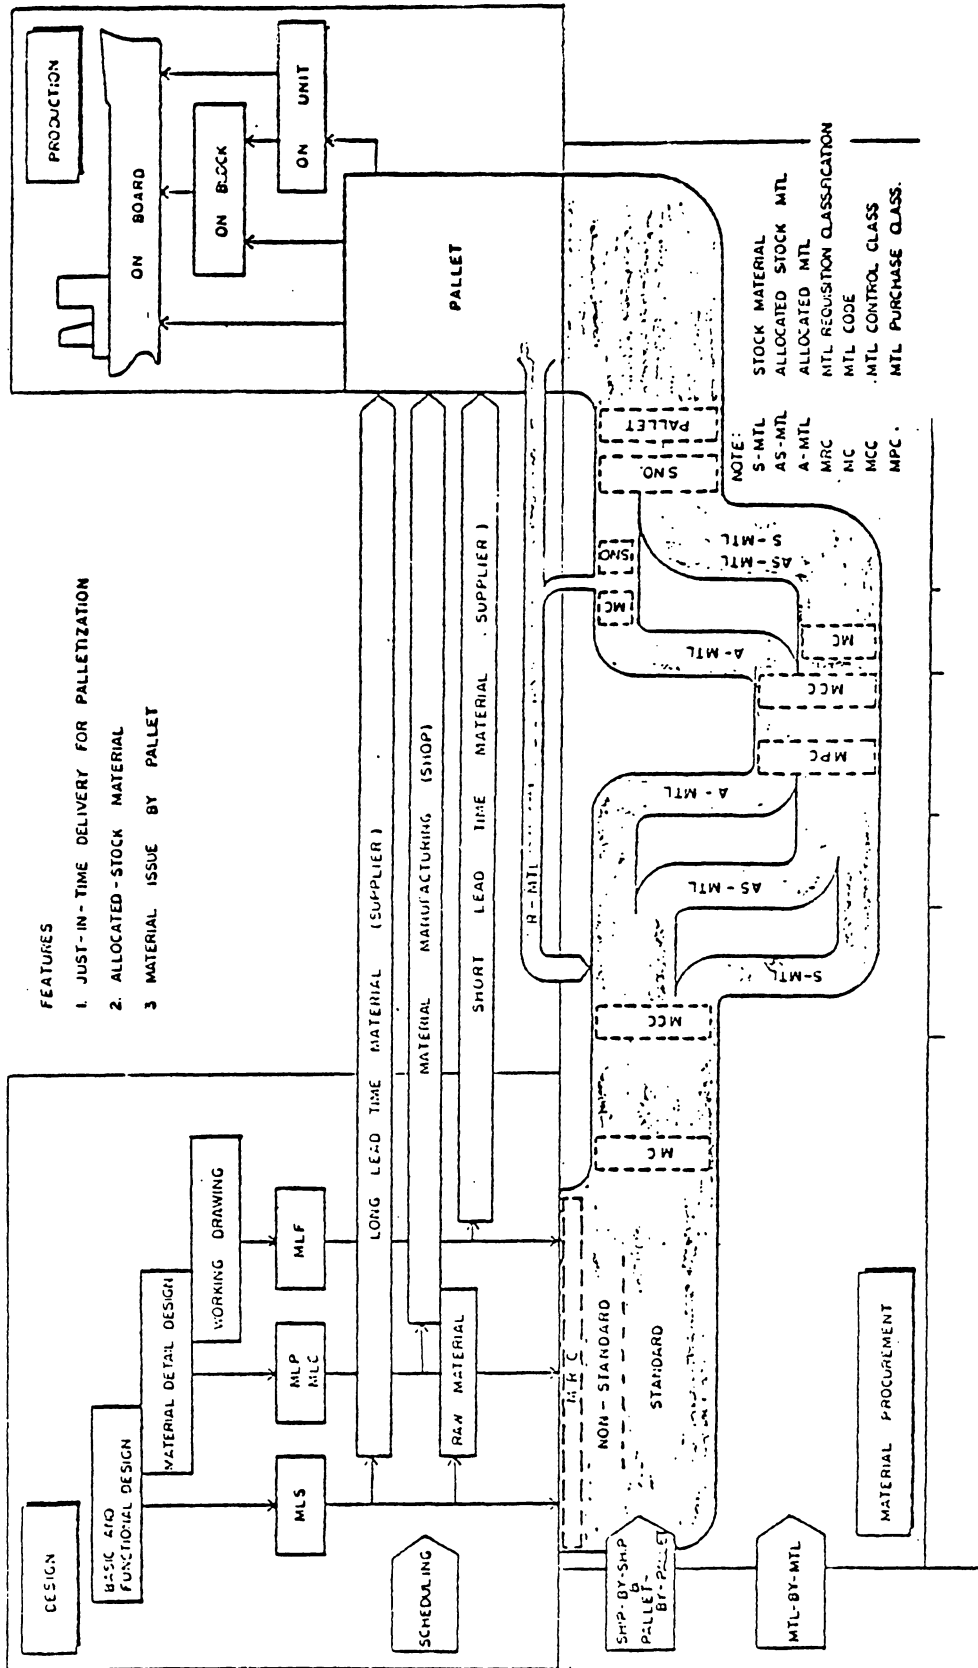 DESIGN
BASIC AND
FUNCTIONAL DESIGN
MATERIAL DETAIL DESIGN
WORKING DRAWING
MLS
MLP
MLC
MLF
SCHEDULING
LONG LEAD TIME MATERIAL (SUPPLIER)
MATERIAL MANUFACTURING (SHOP)
RAW MATERIAL
SHORT LEAD TIME MATERIAL SUPPLIER)
FEATURES
1. JUST-IN-TIME DELIVERY FOR PALLETIZATION
2. ALLOCATED-STOCK MATERIAL
3 MATERIAL ISSUE BY PALLET
PRODUCTION
ON BOARD
ON BLOCK
ON UNIT
PALLET
SHIP-BY-SHIP
&
PALLET-
BY-PALLET
MTL-BY-MTL
MATERIAL PROCUREMENT
MRC
NON-STANDARD
STANDARD
MC
MCC
S-MTL
AS-MTL
A-MTL
MPC
MCC
MC
A-MTL
AS-MTL
S-MTL
MC
SNO
SNO.
PALLET
NOTE:
S-MTL STOCK MATERIAL
AS-MTL ALLOCATED STOCK MTL
A-MTL ALLOCATED MTL
MRC MTL REQUISITION CLASSIFICATION
MC MTL CODE
MCC MTL CONTROL CLASS
MPC. MTL PURCHASE CLASS.